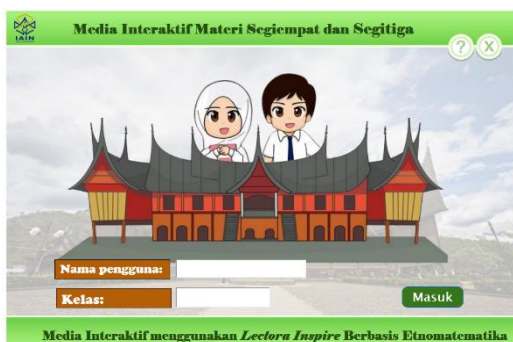 IAIN
Media Interaktif Materi Segiempat dan Segitiga
? X
Nama pengguna:
Kelas:
Masuk
Media Interaktif menggunakan Lectora Inspire Berbasis Etnomatematika